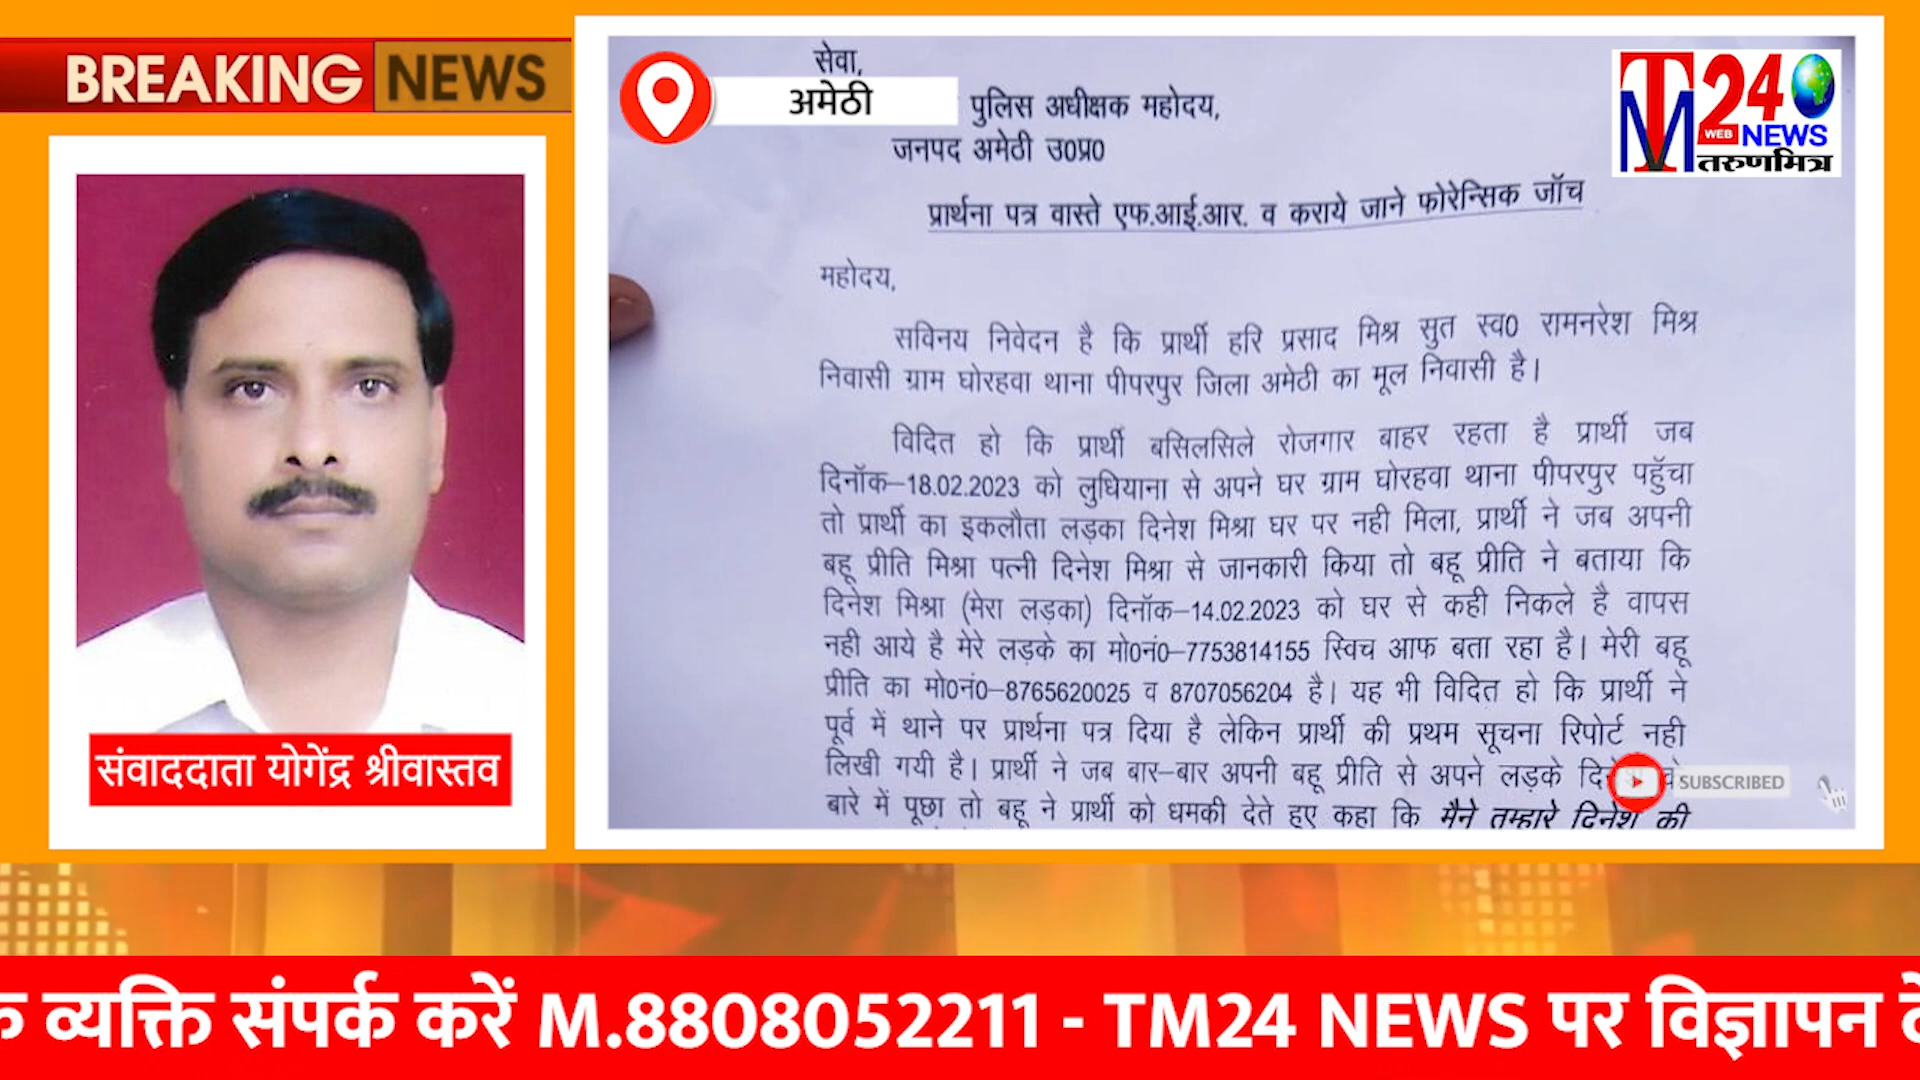 BREAKING NEWS
संवाददाता योगेंद्र श्रीवास्तव
सेवा,
अमेठी
पुलिस अधीक्षक महोदय,
जनपद अमेठी उ0प्र0
प्रार्थना पत्र वास्ते एफ.आई.आर. व कराये जाने फोरेन्सिक जॉच
महोदय,
सविनय निवेदन है कि प्रार्थी हरि प्रसाद मिश्र सुत स्व0 रामनरेश मिश्र
निवासी ग्राम घोरहवा थाना पीपरपुर जिला अमेठी का मूल निवासी है।
विदित हो कि प्रार्थी बसिलसिले रोजगार बाहर रहता है प्रार्थी जब
दिनॉक–18.02.2023 को लुधियाना से अपने घर ग्राम घोरहवा थाना पीपरपुर पहुँचा
तो प्रार्थी का इकलौता लड़का दिनेश मिश्रा घर पर नही मिला, प्रार्थी ने जब अपनी
बहू प्रीति मिश्रा पत्नी दिनेश मिश्रा से जानकारी किया तो बहू प्रीति ने बताया कि
दिनेश मिश्रा (मेरा लड़का) दिनॉक–14.02.2023 को घर से कही निकले है वापस
नही आये है मेरे लड़के का मो0नं0–7753814155 स्विच आफ बता रहा है। मेरी बहू
प्रीति का मो0नं0–8765620025 व 8707056204 है। यह भी विदित हो कि प्रार्थी ने
पूर्व में थाने पर प्रार्थना पत्र दिया है लेकिन प्रार्थी की प्रथम सूचना रिपोर्ट नही
लिखी गयी है। प्रार्थी ने जब बार–बार अपनी बहू प्रीति से अपने लड़के
बारे में पूछा तो बहू ने प्रार्थी को धमकी देते हुए कहा कि मैने तुम्हारे दिनेश की
TM24 WEB NEWS
तरुणमित्र
SUBSCRIBED
व्यक्ति संपर्क करें M.8808052211 - TM24 NEWS पर विज्ञापन